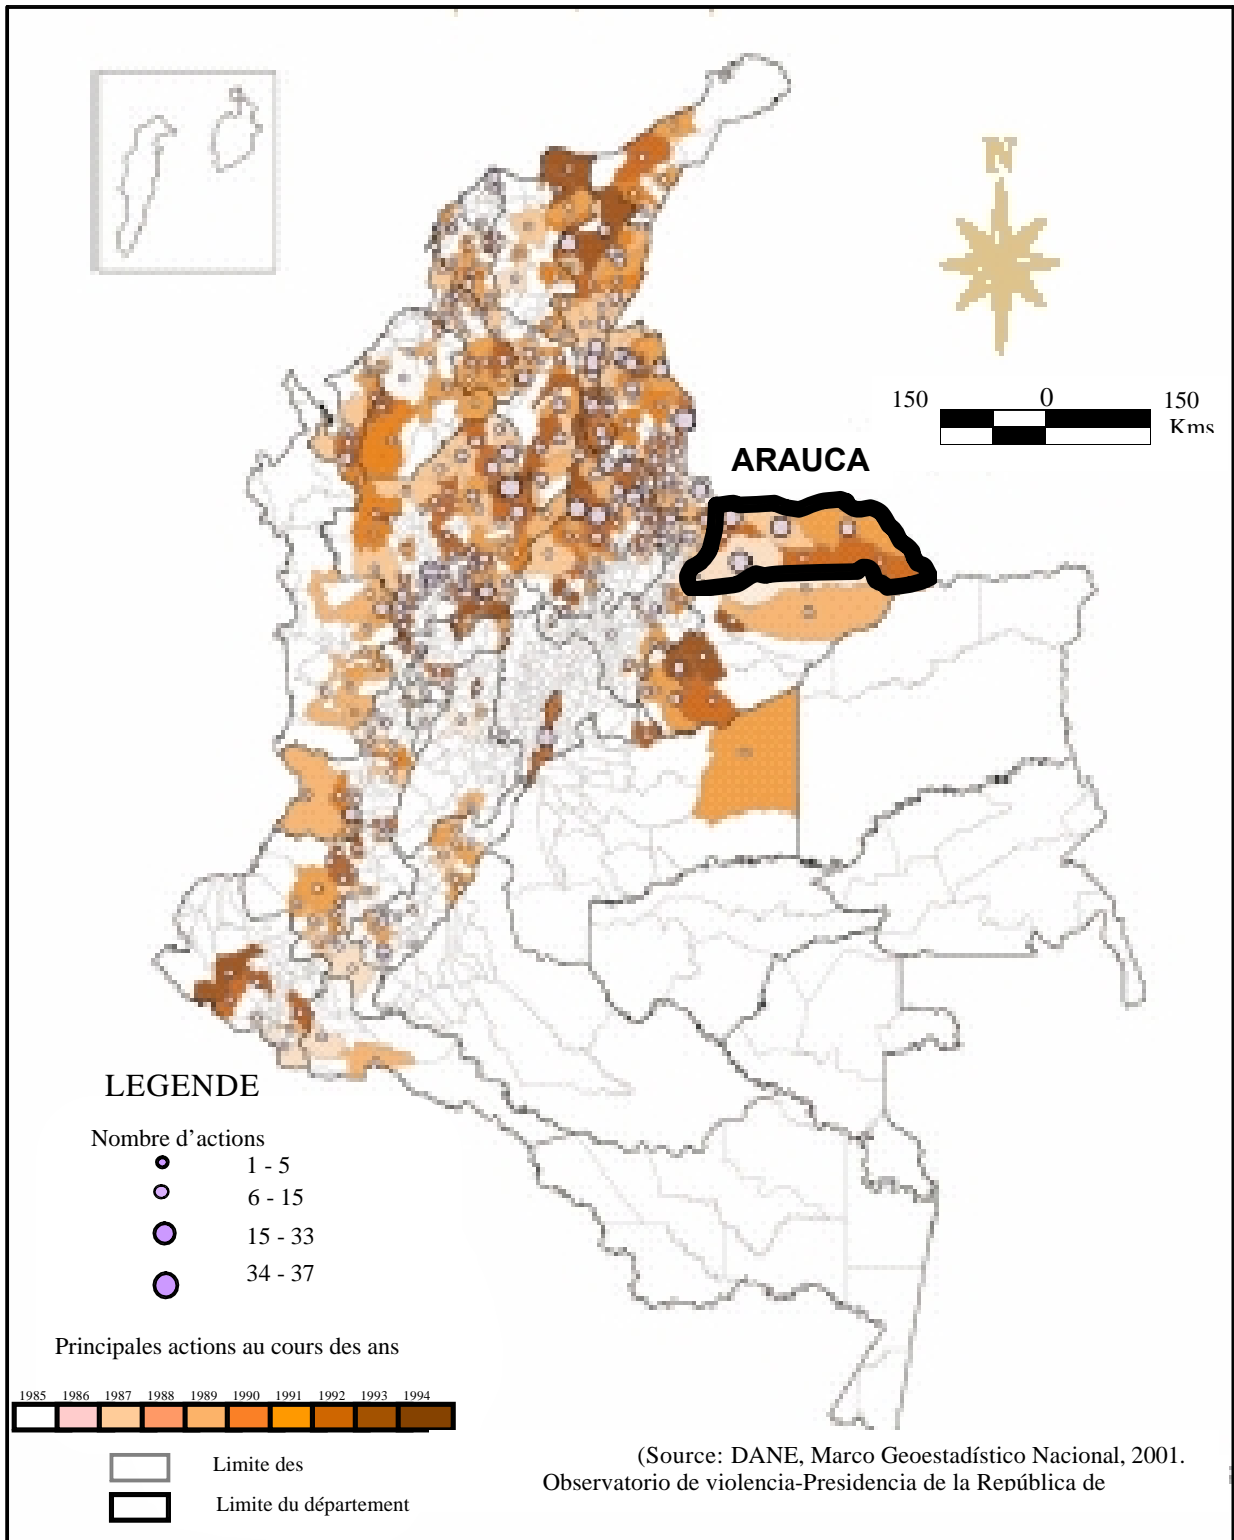 N
150 0 150
Kms
ARAUCA
LEGENDE
Nombre d’actions
1 - 5
6 - 15
15 - 33
34 - 37
Principales actions au cours des ans
1985 1986 1987 1988 1989 1990 1991 1992 1993 1994
Limite des
Limite du département
(Source: DANE, Marco Geoestadístico Nacional, 2001.
Observatorio de violencia-Presidencia de la República de